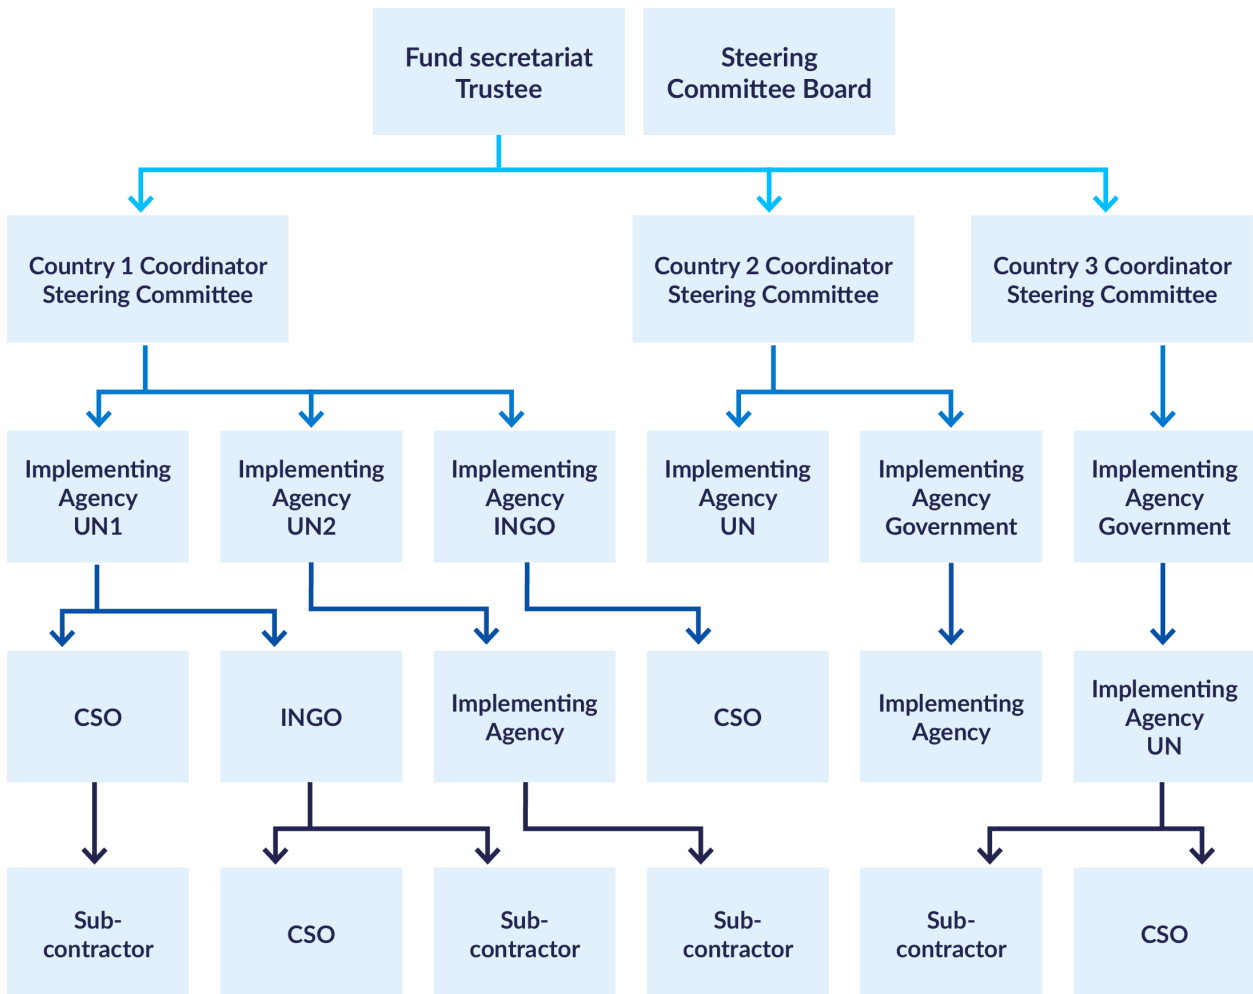 Fund secretariat
Trustee
Steering
Committee Board
Country 1 Coordinator
Steering Committee
Country 2 Coordinator
Steering Committee
Country 3 Coordinator
Steering Committee
Implementing
Agency
UN1
Implementing
Agency
UN2
Implementing
Agency
INGO
Implementing
Agency
UN
Implementing
Agency
Government
Implementing
Agency
Government
CSO
INGO
Implementing
Agency
CSO
Implementing
Agency
Implementing
Agency
UN
Sub-
contractor
CSO
Sub-
contractor
Sub-
contractor
Sub-
contractor
CSO